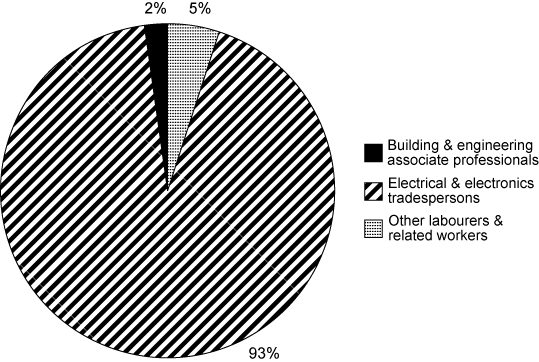 2% 5%
Building & engineering
associate professionals
Electrical & electronics
tradespersons
Other labourers &
related workers
93%